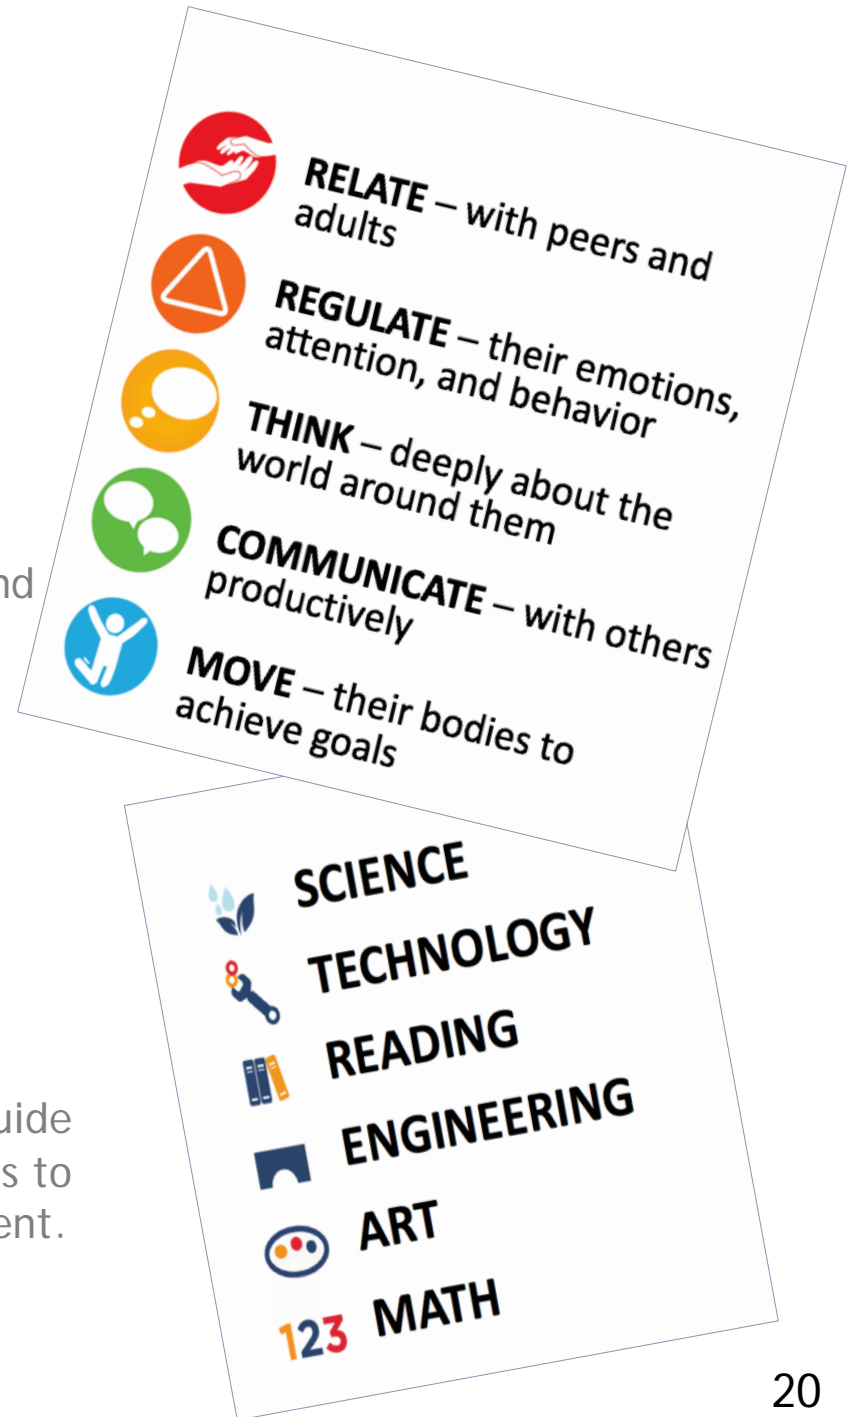 RELATE – with peers and
adults
REGULATE – their emotions,
attention, and behavior
THINK – deeply about the
world around them
COMMUNICATE – with others
productively
nd
MOVE – their bodies to
achieve goals
SCIENCE
TECHNOLOGY
READING
uide
ENGINEERING
s to
ent.
ART
123 MATH
20